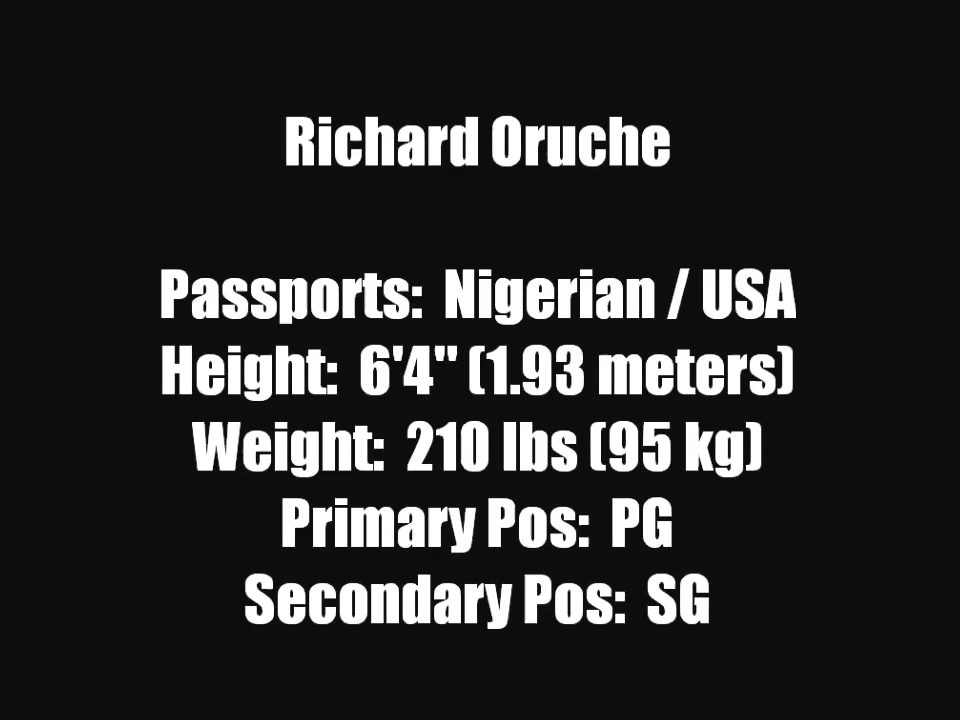 Richard Oruche
Passports: Nigerian / USA
Height: 6'4" (1.93 meters)
Weight: 210 lbs (95 kg)
Primary Pos: PG
Secondary Pos: SG